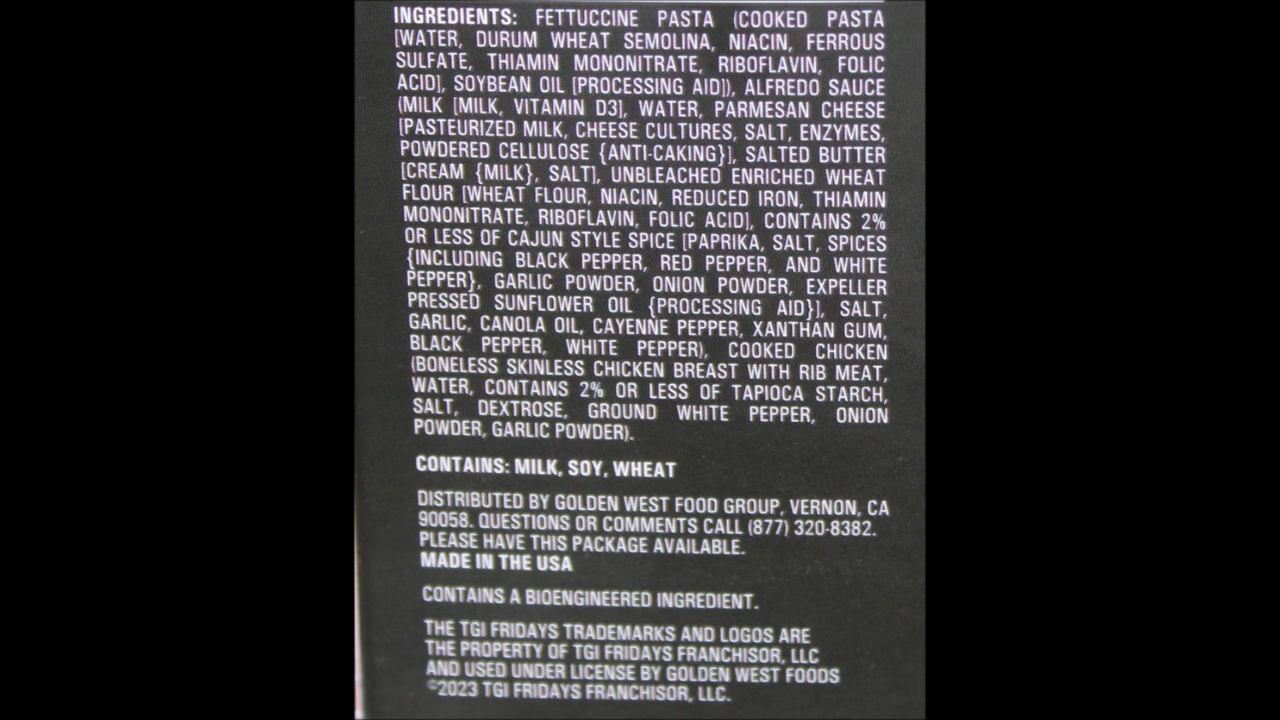 INGREDIENTS: FETTUCCINE PASTA (COOKED PASTA
[WATER, DURUM WHEAT SEMOLINA, NIACIN, FERROUS
SULFATE, THIAMIN MONONITRATE, RIBOFLAVIN, FOLIC
ACID], SOYBEAN OIL [PROCESSING AID]), ALFREDO SAUCE
(MILK [MILK, VITAMIN D3], WATER, PARMESAN CHEESE
[PASTEURIZED MILK, CHEESE CULTURES, SALT, ENZYMES,
POWDERED CELLULOSE {ANTI-CAKING}], SALTED BUTTER
[CREAM {MILK}, SALT], UNBLEACHED ENRICHED WHEAT
FLOUR [WHEAT FLOUR, NIACIN, REDUCED IRON, THIAMIN
MONONITRATE, RIBOFLAVIN, FOLIC ACID], CONTAINS 2%
OR LESS OF CAJUN STYLE SPICE [PAPRIKA, SALT, SPICES
{INCLUDING BLACK PEPPER, RED PEPPER, AND WHITE
PEPPER}, GARLIC POWDER, ONION POWDER, EXPELLER
PRESSED SUNFLOWER OIL {PROCESSING AID}], SALT,
GARLIC, CANOLA OIL, CAYENNE PEPPER, XANTHAN GUM,
BLACK PEPPER, WHITE PEPPER), COOKED CHICKEN
(BONELESS SKINLESS CHICKEN BREAST WITH RIB MEAT,
WATER, CONTAINS 2% OR LESS OF TAPIOCA STARCH,
SALT, DEXTROSE, GROUND WHITE PEPPER, ONION
POWDER, GARLIC POWDER).
CONTAINS: MILK, SOY, WHEAT
DISTRIBUTED BY GOLDEN WEST FOOD GROUP, VERNON, CA
90058. QUESTIONS OR COMMENTS CALL (877) 320-8382.
PLEASE HAVE THIS PACKAGE AVAILABLE.
MADE IN THE USA
CONTAINS A BIOENGINEERED INGREDIENT.
THE TGI FRIDAYS TRADEMARKS AND LOGOS ARE
THE PROPERTY OF TGI FRIDAYS FRANCHISOR, LLC
AND USED UNDER LICENSE BY GOLDEN WEST FOODS
©2023 TGI FRIDAYS FRANCHISOR, LLC.